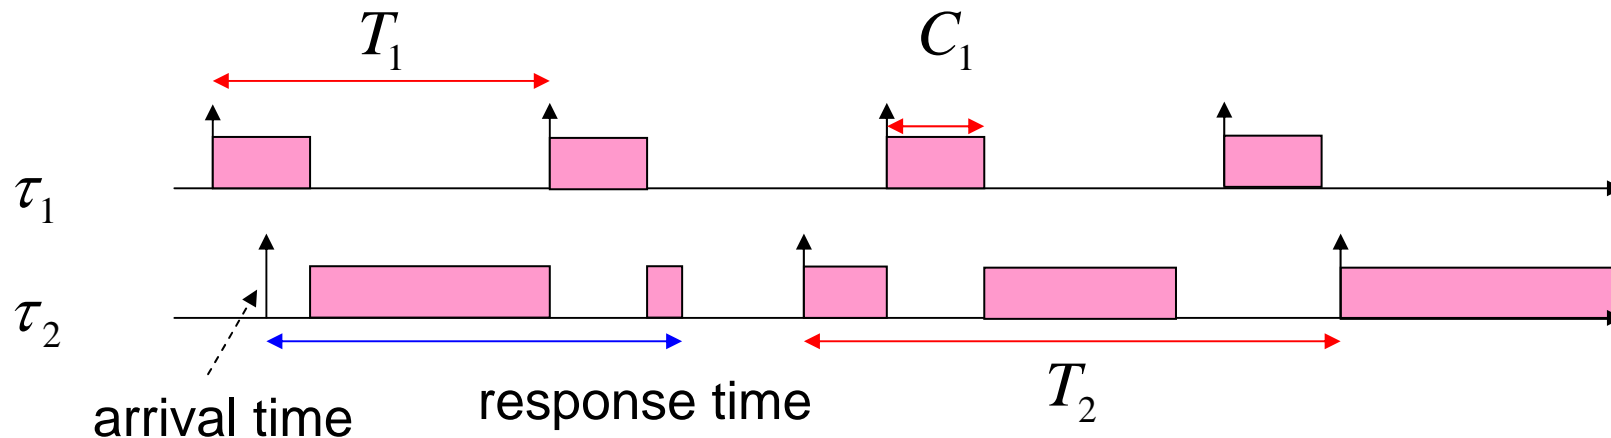 T₁ C₁
τ₁
τ₂
arrival time response time T₂